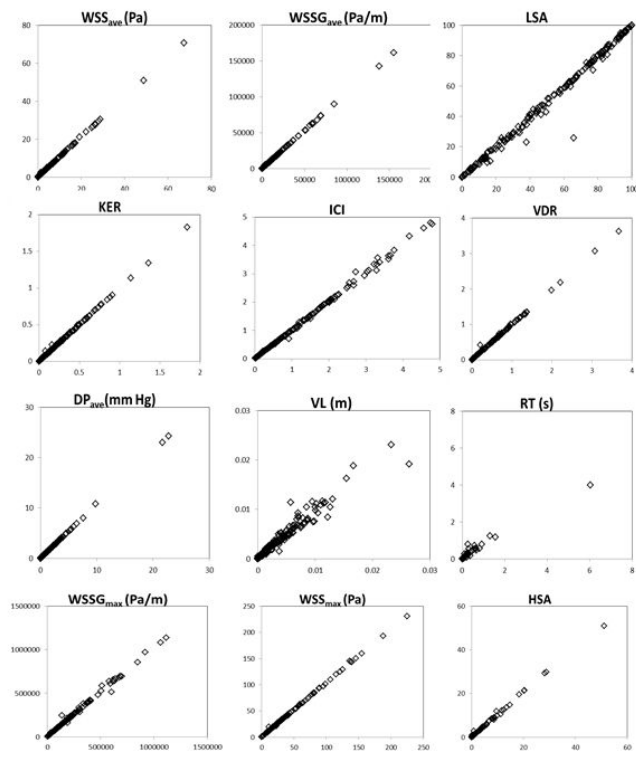 WSSave (Pa)
80
60
40
20
0
0 20 40 60 80
WSSGave (Pa/m)
200000
150000
100000
50000
0
0 50000 100000 150000
LSA
100
80
60
40
20
0
0 20 40 60 80 100
KER
2
1.5
1
0.5
0
0 0.5 1 1.5 2
ICI
5
4
3
2
1
0
0 1 2 3 4 5
VDR
4
3
2
1
0
0 1 2 3 4
DPave(mm Hg)
30
20
10
0
0 10 20 30
VL (m)
0.03
0.02
0.01
0
0 0.01 0.02 0.03
RT (s)
8
6
4
2
0
0 2 4 6 8
WSSGmax (Pa/m)
1500000
1000000
500000
0
0 500000 1000000 1500000
WSSmax (Pa)
250
200
150
100
50
0
0 50 100 150 200 250
HSA
60
40
20
0
0 20 40 60